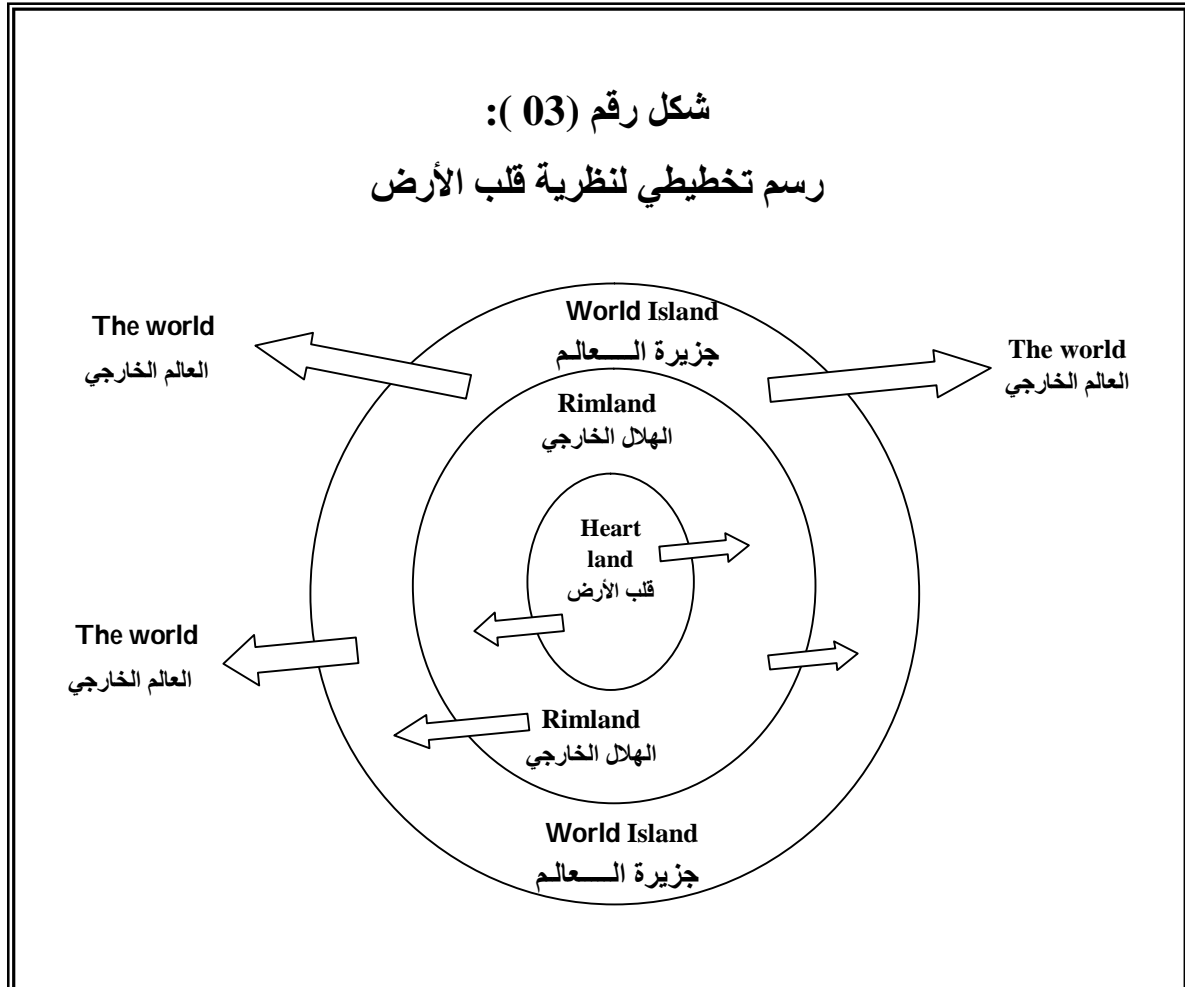 شكل رقم (03 ):
رسم تخطيطي لنظرية قلب الأرض
World Island
جزيرة العالم
The world
العالم الخارجي
The world
العالم الخارجي
Rimland
الهلال الخارجي
Heart
land
قلب الأرض
The world
العالم الخارجي
Rimland
الهلال الخارجي
World Island
جزيرة العالم